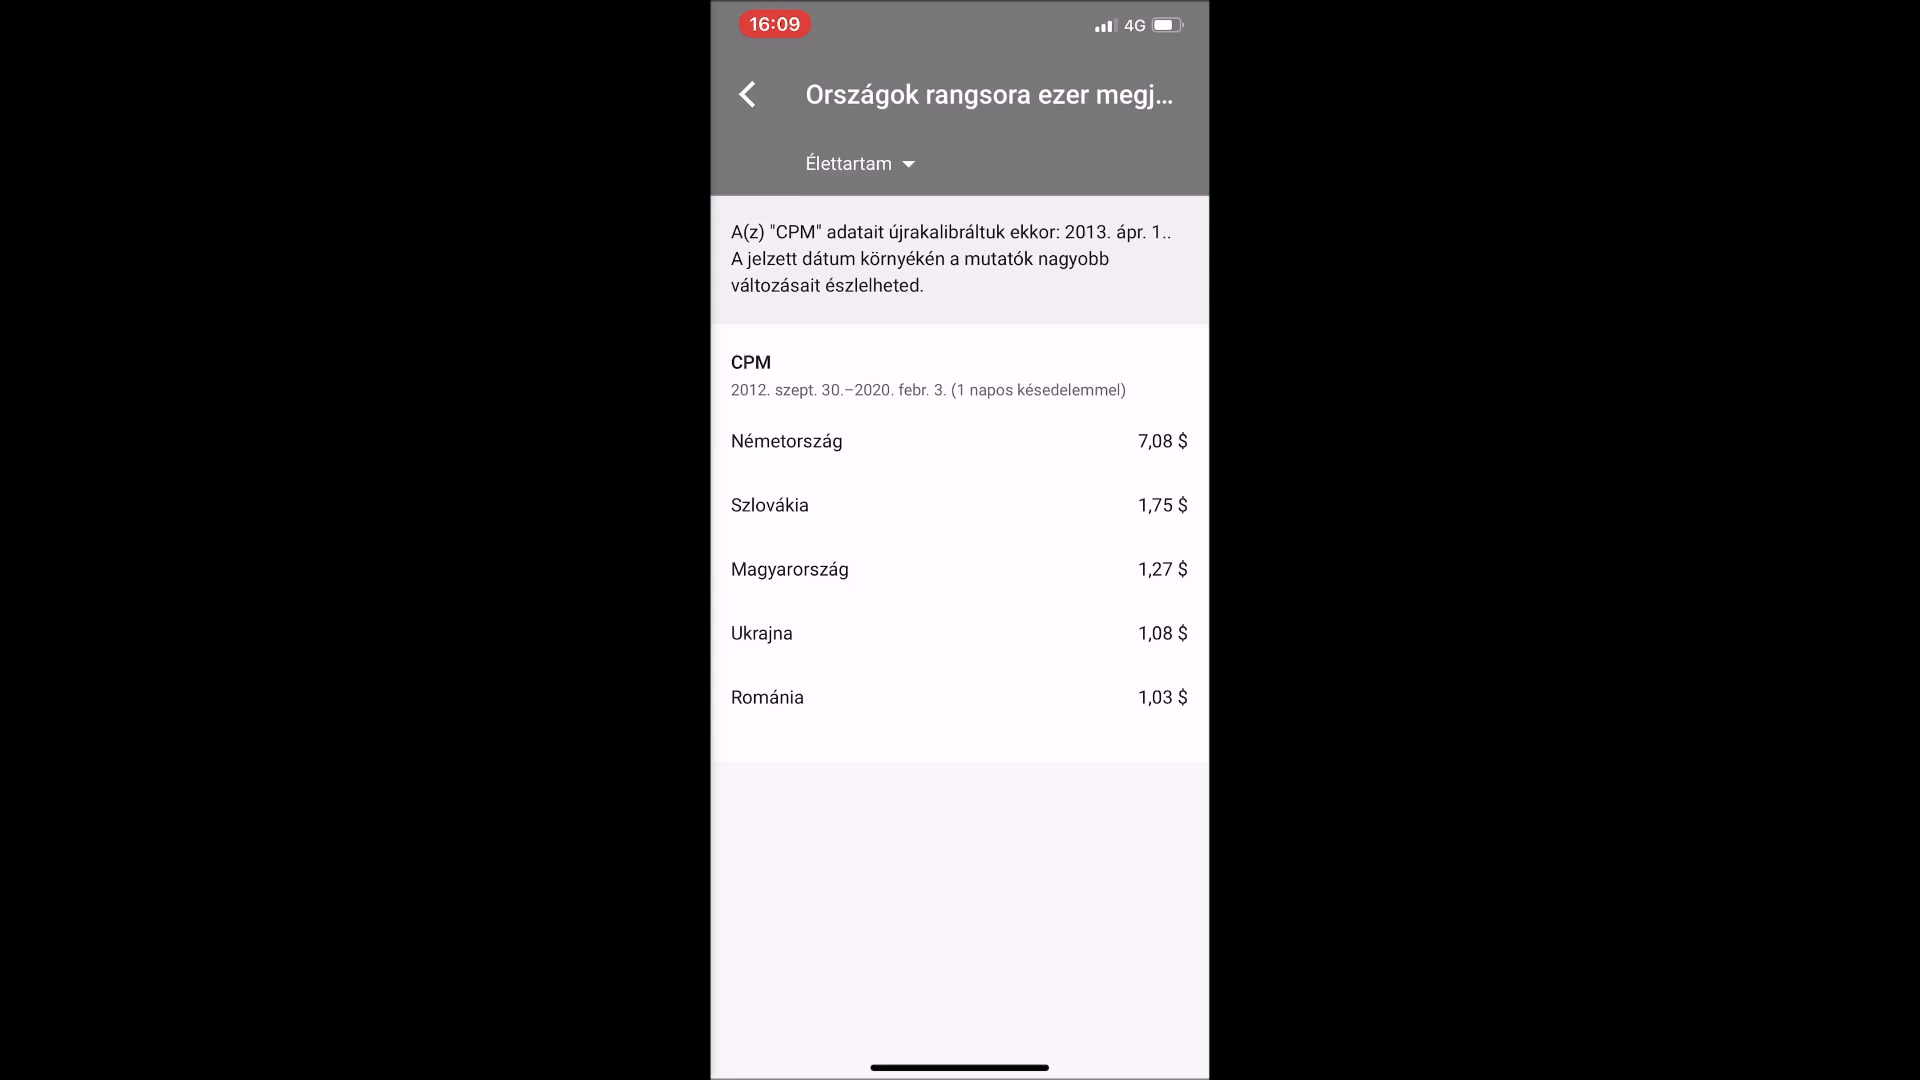 16:09
4G
Országok rangsora ezer megj...
Élettartam
A(z) "CPM" adatait újrakalibráltuk ekkor: 2013. ápr. 1..
A jelzett dátum környékén a mutatók nagyobb
változásait észlelheted.
CPM
2012. szept. 30.–2020. febr. 3. (1 napos késedelemmel)
Németország 7,08 $
Szlovákia 1,75 $
Magyarország 1,27 $
Ukrajna 1,08 $
Románia 1,03 $